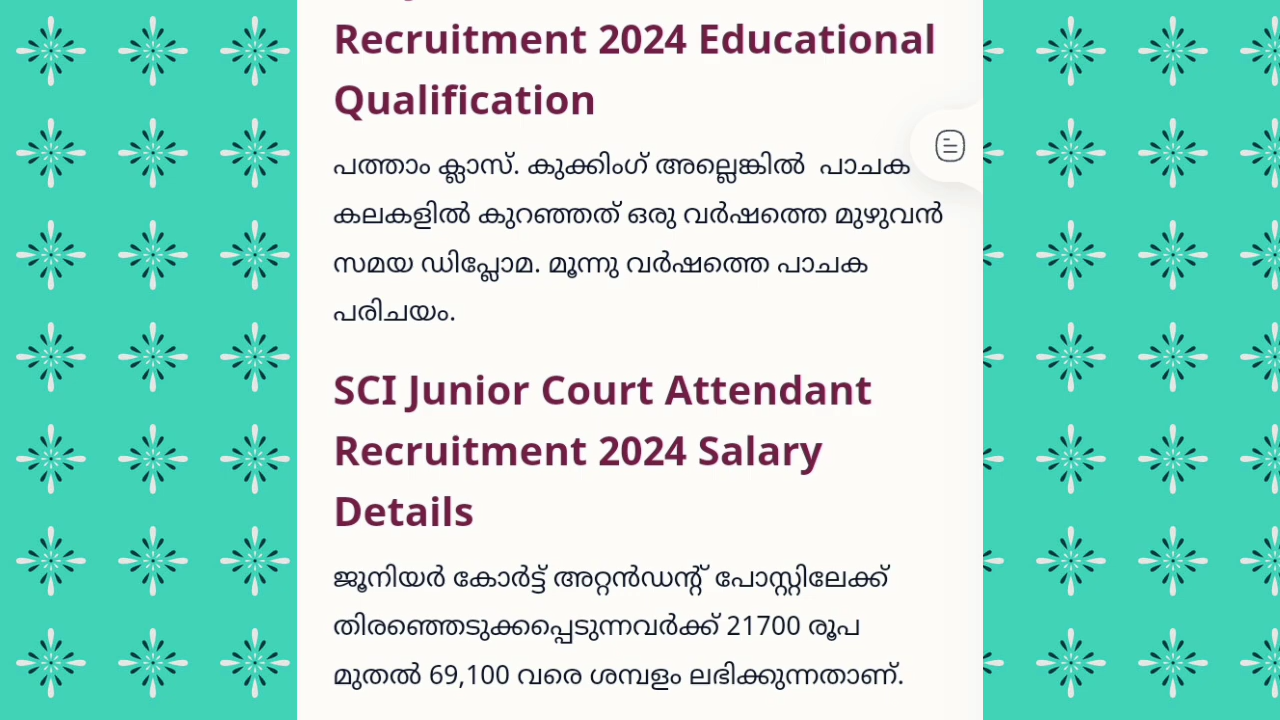 Recruitment 2024 Educational
Qualification
പത്താം ക്ലാസ്. കുക്കിംഗ് അല്ലെങ്കിൽ പാചക
കലകളിൽ കുറഞ്ഞത് ഒരു വർഷത്തെ മുഴുവൻ
സമയ ഡിപ്ലോമ. മൂന്നു വർഷത്തെ പാചക
പരിചയം.
SCI Junior Court Attendant
Recruitment 2024 Salary
Details
ജൂനിയർ കോർട്ട് അറ്റൻഡന്റ് പോസ്റ്റിലേക്ക്
തിരഞ്ഞെടുക്കപ്പെടുന്നവർക്ക് 21700 രൂപ
മുതൽ 69,100 വരെ ശമ്പളം ലഭിക്കുന്നതാണ്.